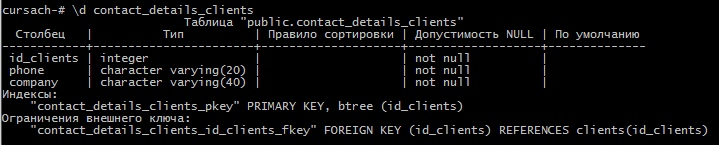 cursach-# \d contact_details_clients
Таблица "public.contact_details_clients"
Столбец | Тип | Правило сортировки | Допустимость NULL | По умолчанию
------------+-----------------------+--------------------+-------------------+--------------
id_clients | integer | | not null |
phone | character varying(20) | | not null |
company | character varying(40) | | not null |
Индексы:
"contact_details_clients_pkey" PRIMARY KEY, btree (id_clients)
Ограничения внешнего ключа:
"contact_details_clients_id_clients_fkey" FOREIGN KEY (id_clients) REFERENCES clients(id_clients)